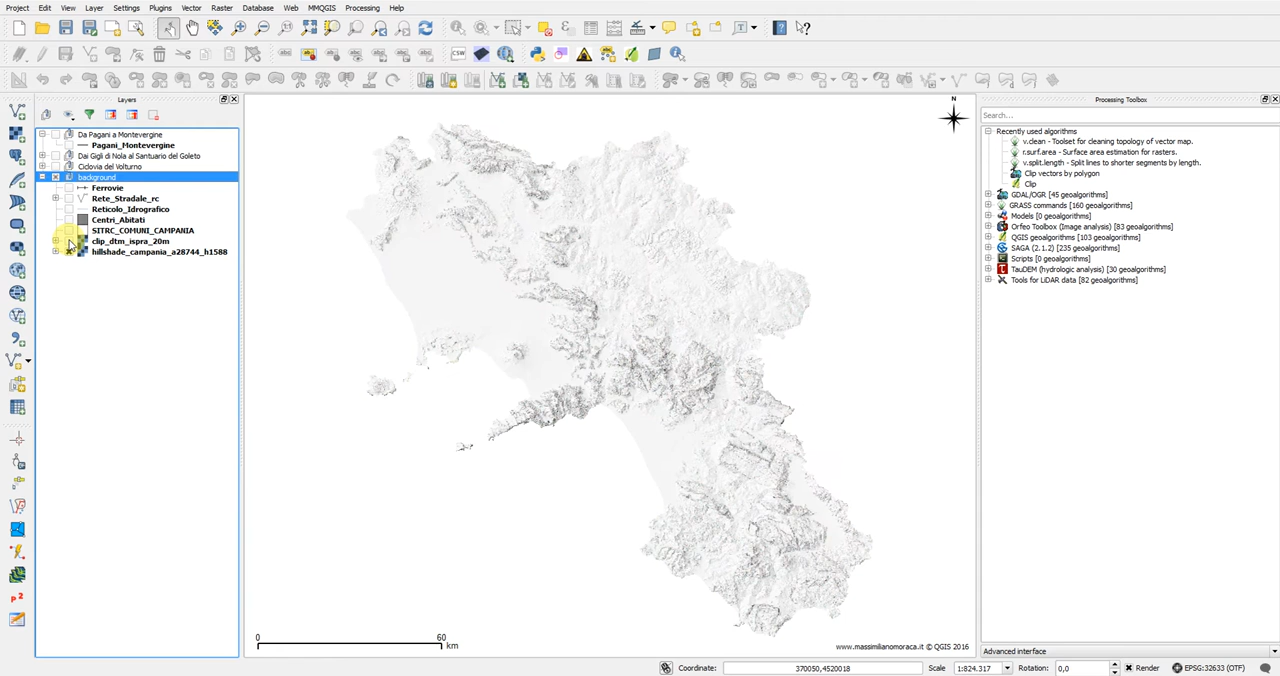 Project Edit View Layer Settings Plugins Vector Raster Database Web MMQGIS Processing Help
CSW
Layers
Processing Toolbox
Search...
Da Pagani a Montevergine
Pagani_Montevergine
Dai Gigli di Nola al Santuario del Goleto
Ciclovia del Volturno
background
Ferrovie
Rete_Stradale_rc
Reticolo_Idrografico
Centri_Abitati
SITRC_COMUNI_CAMPANIA
clip_dtm_ispra_20m
hillshade_campania_a28744_h1588
N
Recently used algorithms
v.clean - Toolset for cleaning topology of vector map.
r.surf.area - Surface area estimation for rasters.
v.split.length - Split lines to shorter segments by length.
Clip vectors by polygon
Clip
GDAL/OGR [45 geoalgorithms]
GRASS commands [160 geoalgorithms]
Models [0 geoalgorithms]
Orfeo Toolbox (Image analysis) [83 geoalgorithms]
QGIS geoalgorithms [103 geoalgorithms]
SAGA (2.1.2) [235 geoalgorithms]
Scripts [0 geoalgorithms]
TauDEM (hydrologic analysis) [30 geoalgorithms]
Tools for LiDAR data [82 geoalgorithms]
0 60
km
www.massimilianomoraca.it © QGIS 2016
Advanced interface
Coordinate: 370050,4520018 Scale 1:824.317 Rotation: 0,0 Render EPSG:32633 (OTF)